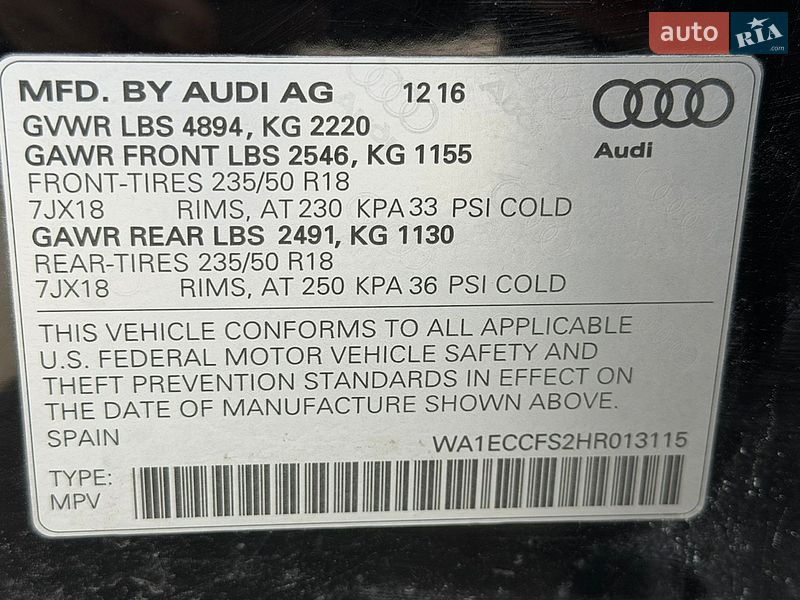 auto RIA.com
MFD. BY AUDI AG 12 16
GVWR LBS 4894, KG 2220
GAWR FRONT LBS 2546, KG 1155
Audi
FRONT-TIRES 235/50 R18
7JX18 RIMS, AT 230 KPA 33 PSI COLD
GAWR REAR LBS 2491, KG 1130
REAR-TIRES 235/50 R18
7JX18 RIMS, AT 250 KPA 36 PSI COLD
THIS VEHICLE CONFORMS TO ALL APPLICABLE
U.S. FEDERAL MOTOR VEHICLE SAFETY AND
THEFT PREVENTION STANDARDS IN EFFECT ON
THE DATE OF MANUFACTURE SHOWN ABOVE.
SPAIN WA1ECCFS2HR013115
TYPE:
MPV